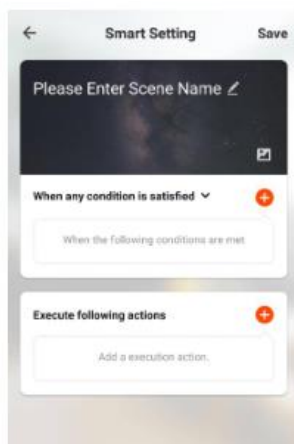 Smart Setting
Save
Please Enter Scene Name
When any condition is satisfied
When the following conditions are met
Execute following actions
Add a execution action.